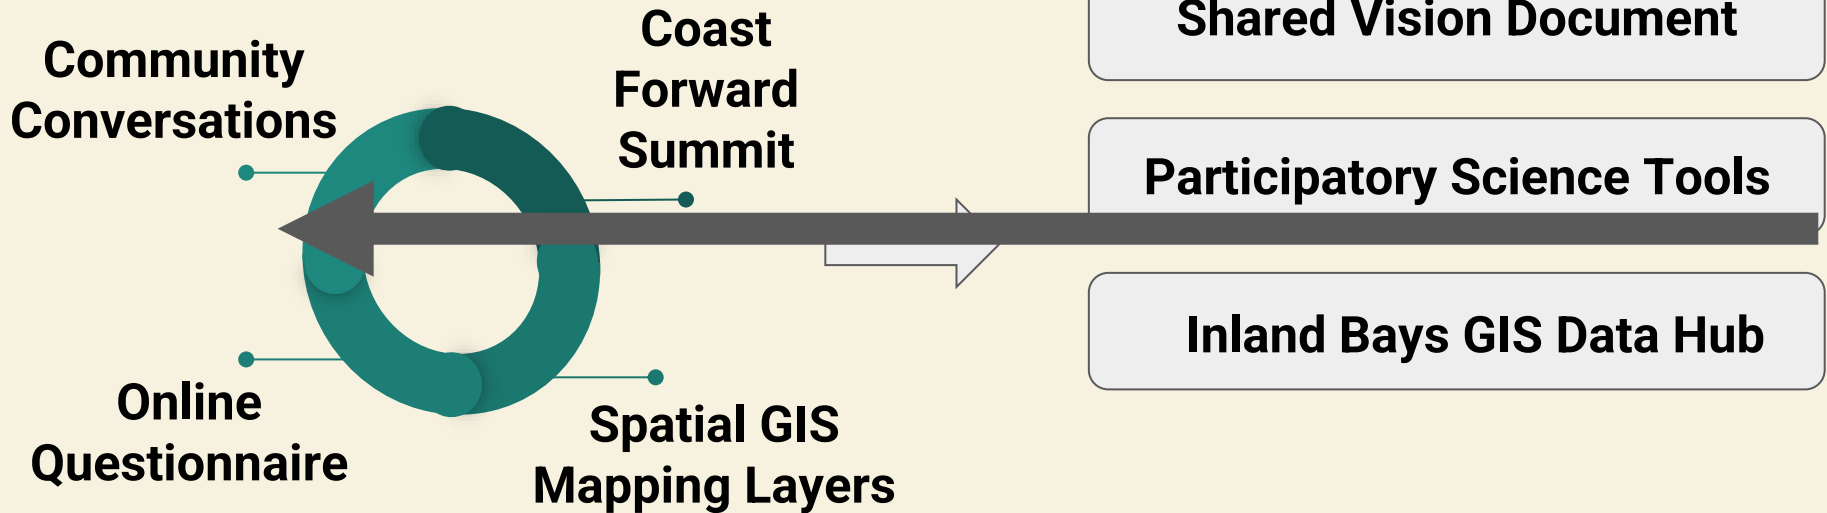 Community
Conversations
Coast
Forward
Summit
Online
Questionnaire
Spatial GIS
Mapping Layers
Shared Vision Document
Participatory Science Tools
Inland Bays GIS Data Hub